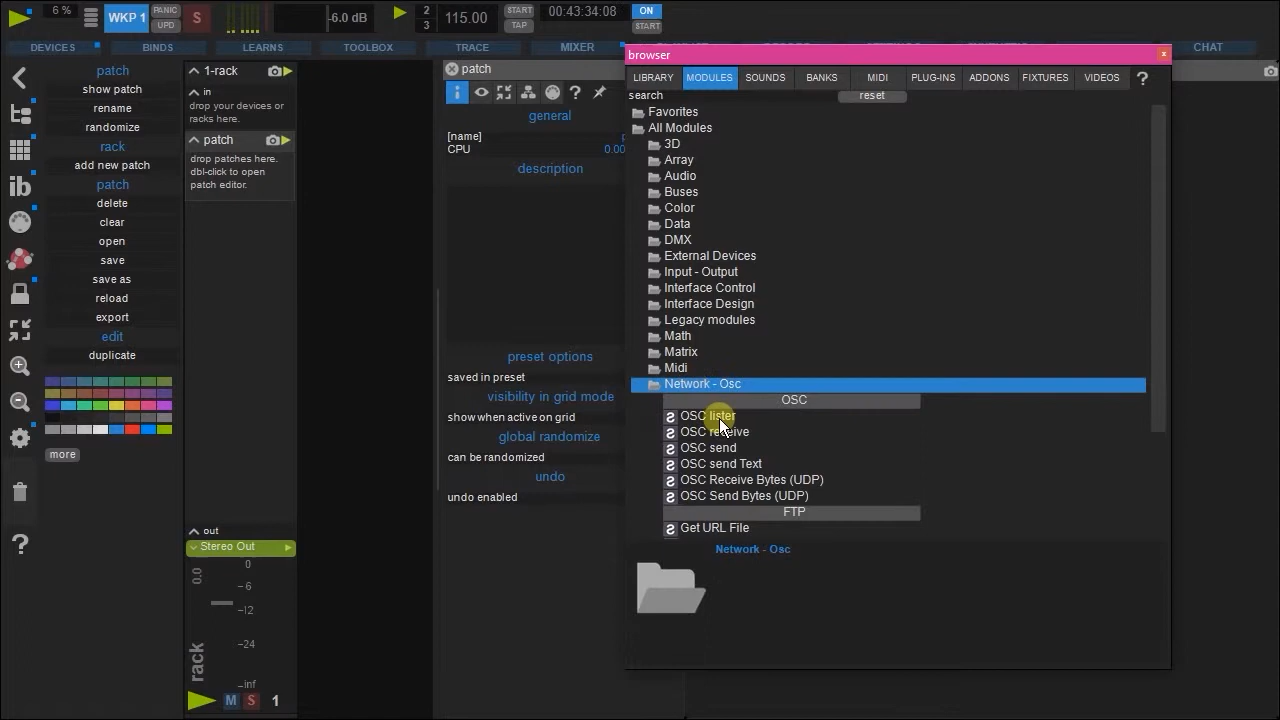 6 %
WKP 1
PANIC
UPD
S
-6.0 dB
2
3
115.00
START
TAP
00:43:34:08
ON
START
DEVICES
BINDS
LEARNS
TOOLBOX
TRACE
MIXER
CHAT
patch
show patch
rename
randomize
rack
add new patch
patch
delete
clear
open
save
save as
reload
export
edit
duplicate
more
1-rack
in
drop your devices or
racks here.
patch
drop patches here.
dbl-click to open
patch editor.
out
Stereo Out
0.0
0
-6
-12
-24
-inf
rack
M
S
1
patch
i
?
general
[name]
CPU
0.00
description
preset options
saved in preset
visibility in grid mode
show when active on grid
global randomize
can be randomized
undo
undo enabled
browser
x
LIBRARY
MODULES
SOUNDS
BANKS
MIDI
PLUG-INS
ADDONS
FIXTURES
VIDEOS
?
search
reset
Favorites
All Modules
3D
Array
Audio
Buses
Color
Data
DMX
External Devices
Input - Output
Interface Control
Interface Design
Legacy modules
Math
Matrix
Midi
Network - Osc
OSC
OSC lister
OSC receive
OSC send
OSC send Text
OSC Receive Bytes (UDP)
OSC Send Bytes (UDP)
FTP
Get URL File
Network - Osc